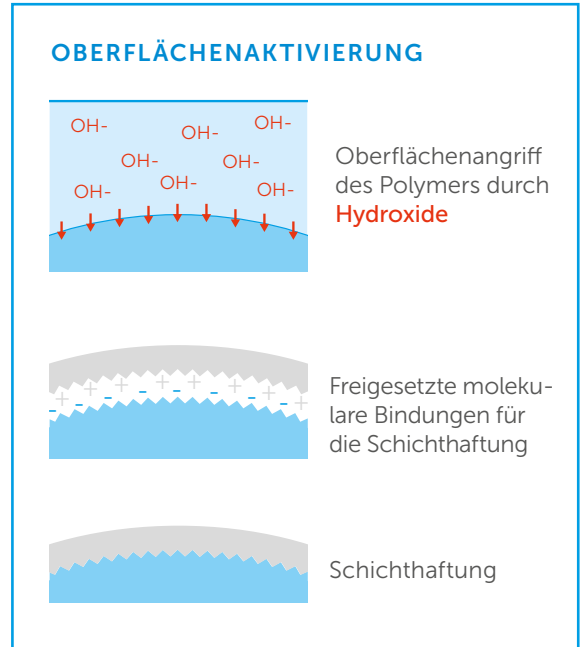 OBERFLÄCHENAKTIVIERUNG
OH-
OH-
OH-
OH-
OH-
OH-
OH-
OH-
Oberflächenangriff
des Polymers durch
Hydroxide
+ + + + + + + + +
- - - - - - - - -
Freigesetzte moleku-
lare Bindungen für
die Schichthaftung
Schichthaftung